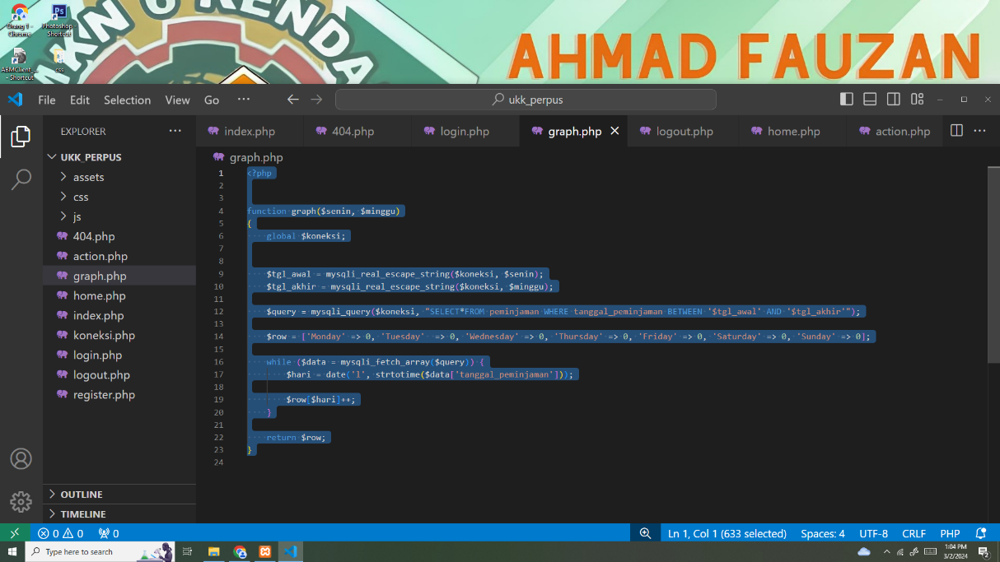 Orang 1 -
Chrome
Photoshop -
Shortcut
- Shortcut
css
AHMAD FAUZAN
File Edit Selection View Go ··· ukk_perpus
EXPLORER ···
index.php 404.php login.php graph.php logout.php home.php action.php ···
UKK_PERPUS
assets
css
js
404.php
action.php
graph.php
home.php
index.php
koneksi.php
login.php
logout.php
register.php
OUTLINE
TIMELINE
graph.php
1 <?php
2
3
4 function graph($senin, $minggu)
5 {
6 global $koneksi;
7
8
9 $tgl_awal = mysqli_real_escape_string($koneksi, $senin);
10 $tgl_akhir = mysqli_real_escape_string($koneksi, $minggu);
11
12 $query = mysqli_query($koneksi, "SELECT*FROM peminjaman WHERE tanggal_peminjaman BETWEEN '$tgl_awal' AND '$tgl_akhir'");
13
14 $row = ['Monday' => 0, 'Tuesday'  => 0, 'Wednesday' => 0, 'Thursday' => 0, 'Friday' => 0, 'Saturday' => 0, 'Sunday' => 0];
15
16 while ($data = mysqli_fetch_array($query)) {
17 $hari = date('l', strtotime($data['tanggal_peminjaman']));
18
19 $row[$hari]++;
20 }
21
22 return $row;
23 }
24
0 0 0 Ln 1, Col 1 (633 selected) Spaces: 4 UTF-8 CRLF PHP
Type here to search
1:04 PM
3/2/2024
2